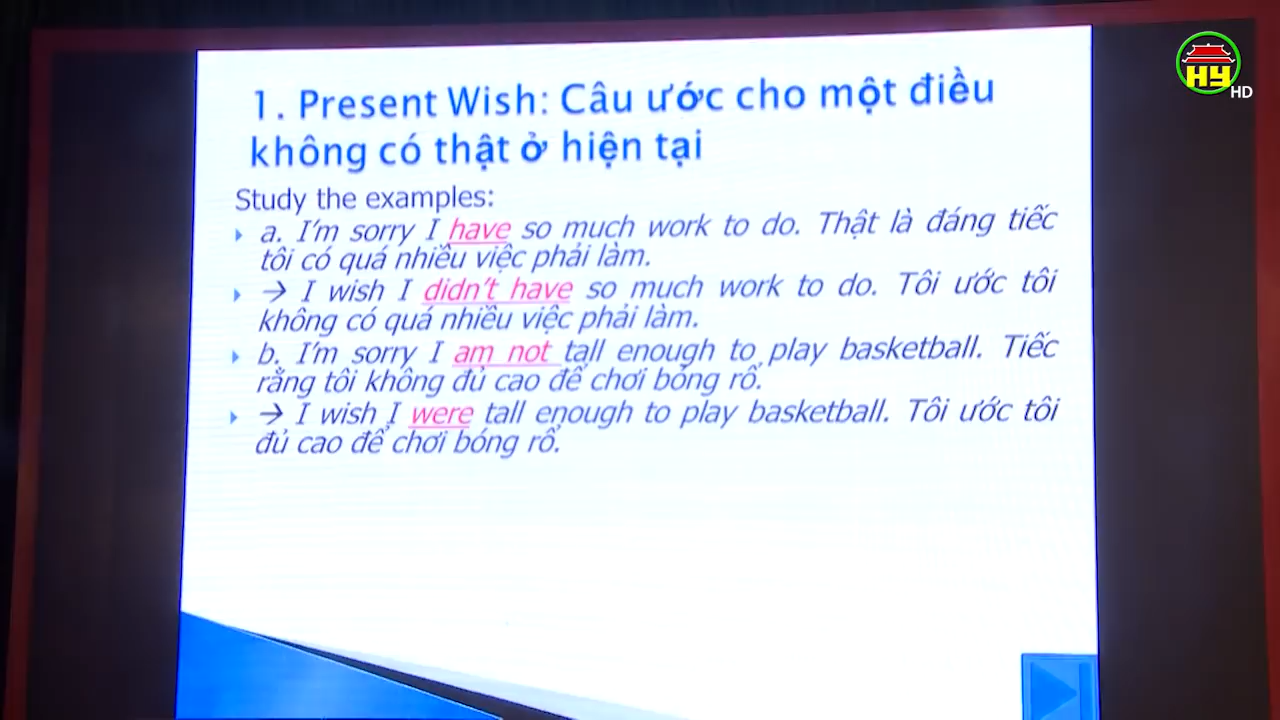 HY
HD
1. Present Wish: Câu ước cho một điều
không có thật ở hiện tại
Study the examples:
a. I'm sorry I have so much work to do. Thật là đáng tiếc
tôi có quá nhiều việc phải làm.
→ I wish I didn't have so much work to do. Tôi ước tôi
không có quá nhiều việc phải làm.
b. I'm sorry I am not tall enough to play basketball. Tiếc
rằng tôi không đủ cao để chơi bóng rổ.
→ I wish I were tall enough to play basketball. Tôi ước tôi
đủ cao để chơi bóng rổ.